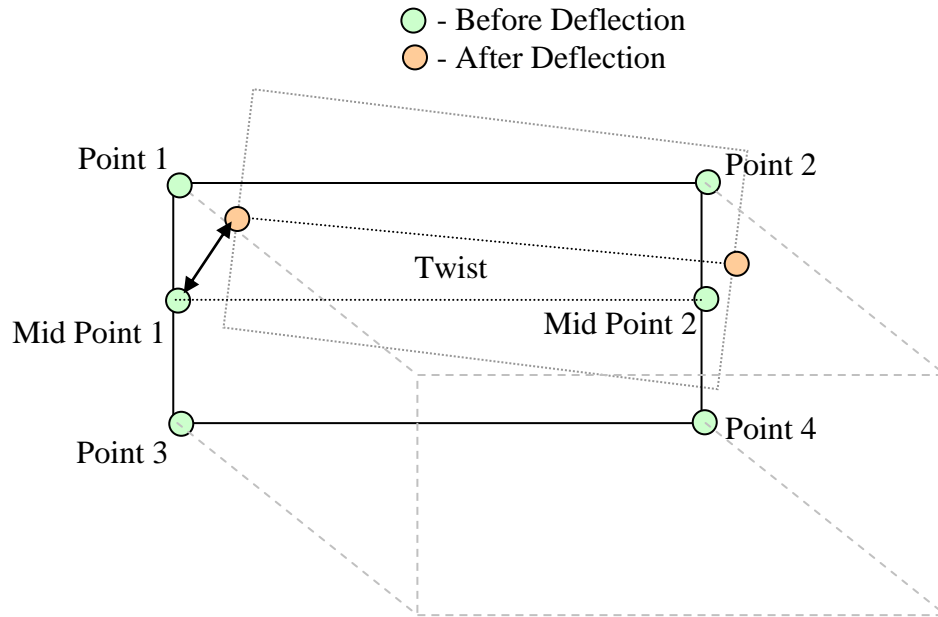 - Before Deflection
- After Deflection
Point 1
Point 2
Twist
Mid Point 1
Mid Point 2
Point 3
Point 4